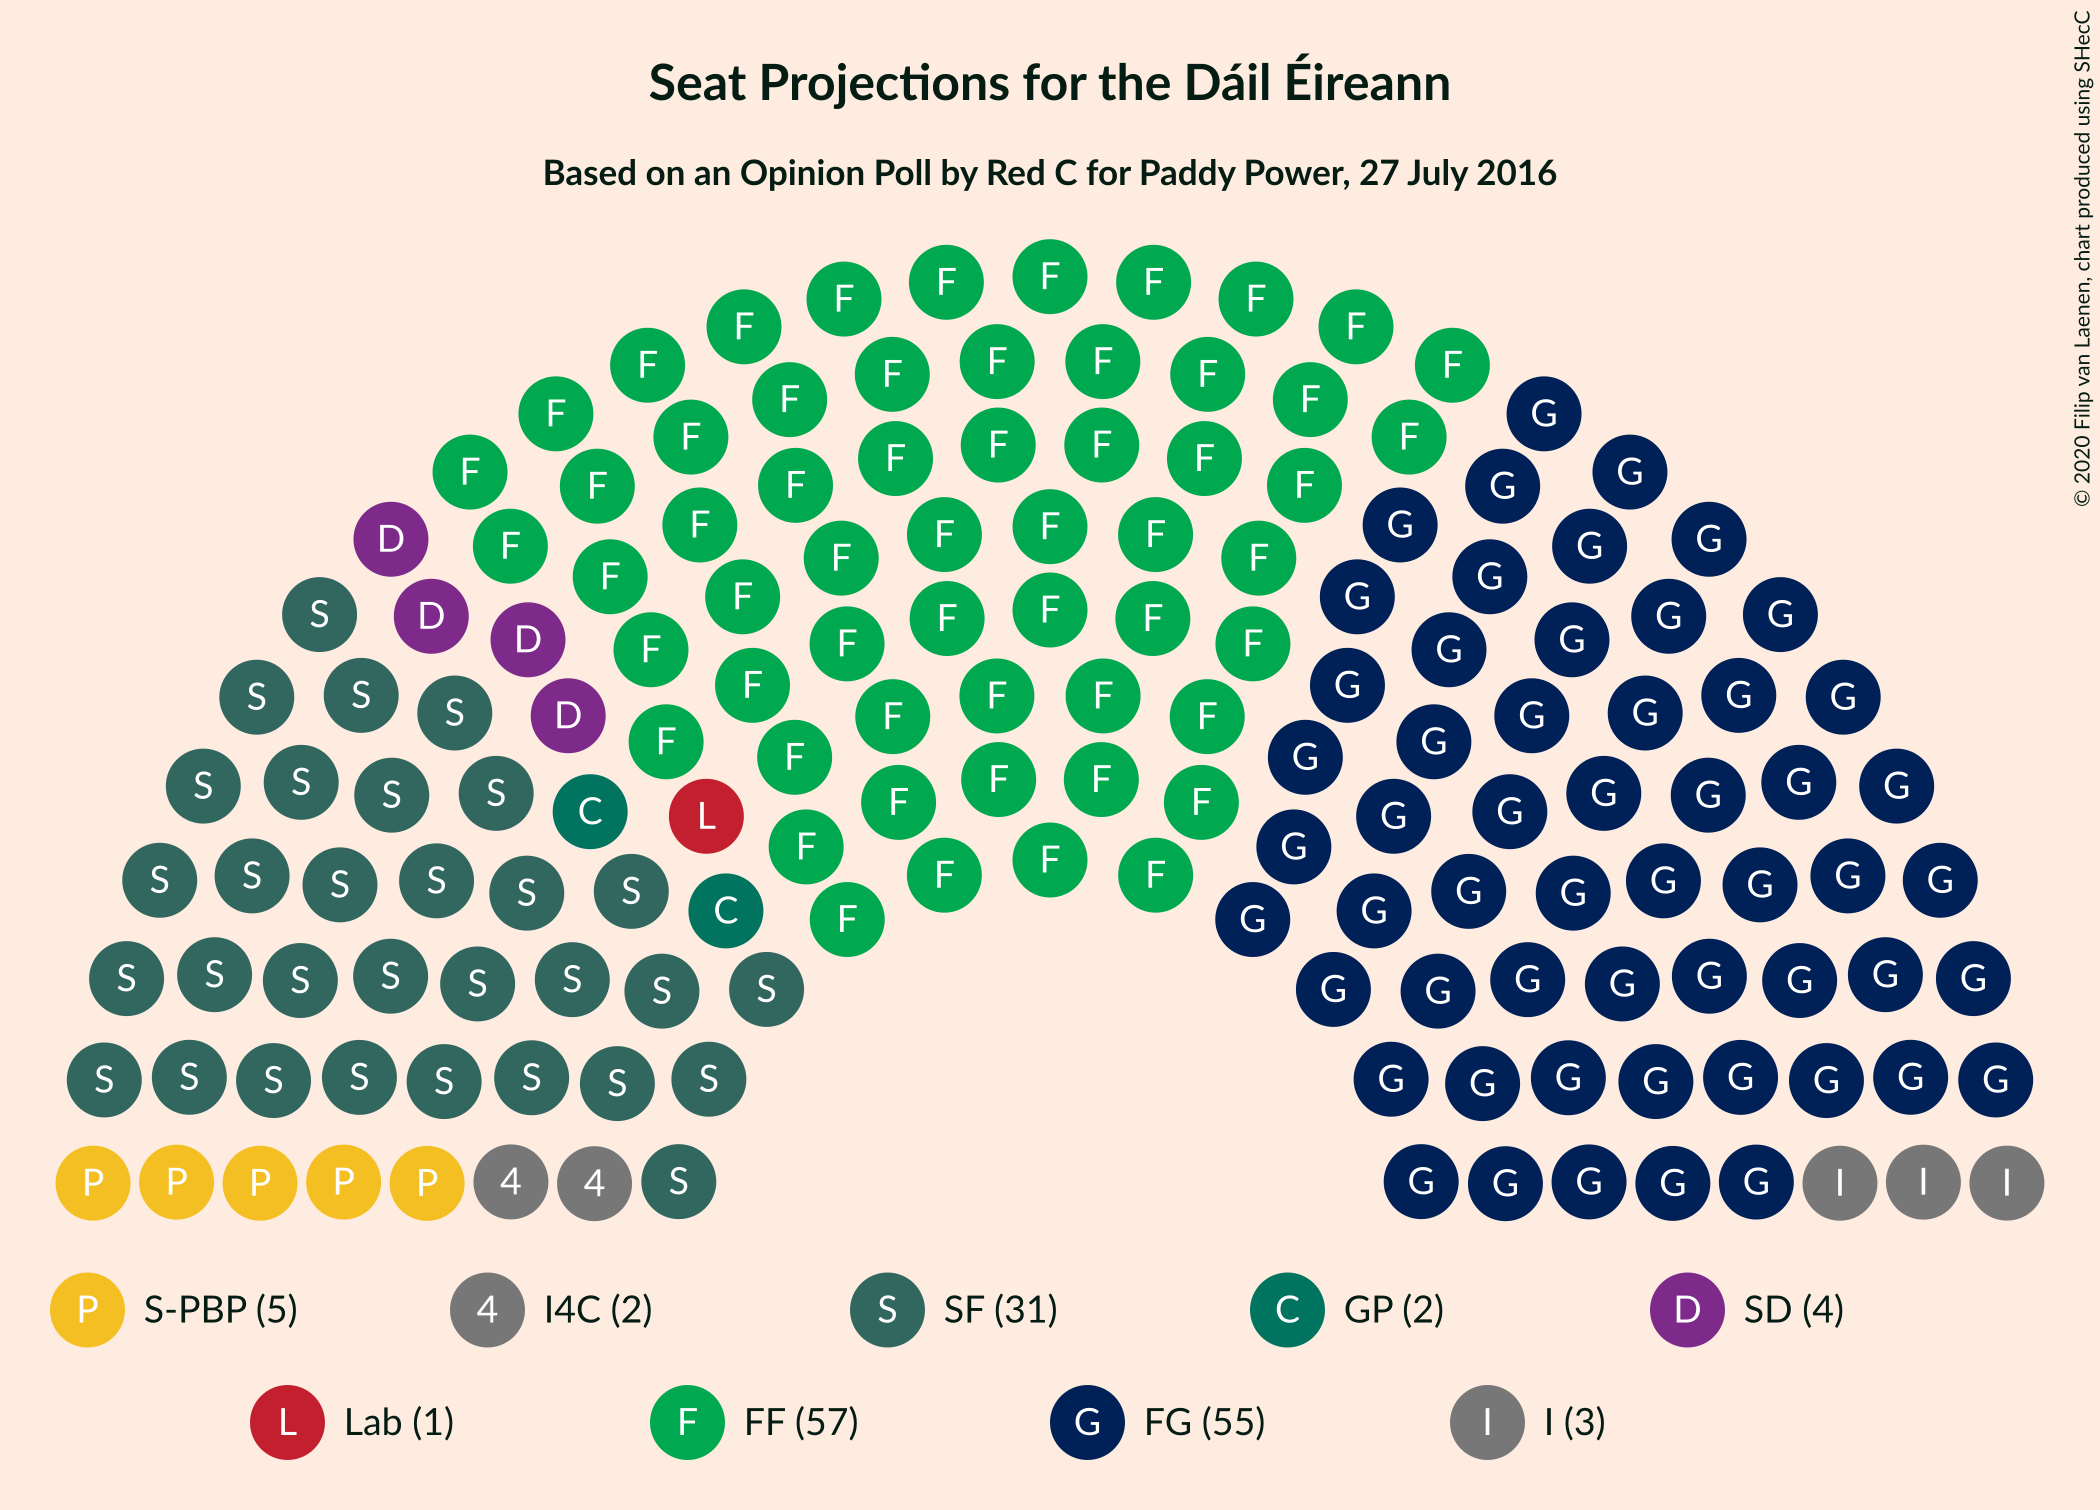 Seat Projections for the Dáil Éireann
Based on an Opinion Poll by Red C for Paddy Power, 27 July 2016
© 2020 Filip van Laenen, chart produced using SHecC
F F F F F
F F F F
F F F F F F
F F F F G
F F F F F F
F F G G
F F F F G G
D F F F F F G G G
F F F F F G G
S D D F F G G G G
F F F F F G G
S S S D F F F F G G G G
F F F G G
S S S S C L F F F F G G G G G G
F G
S S S S S S C F F F F G G G G G G G G
S S S S S S S S G G G G G G G G
S S S S S S S S G G G G G G G G
P P P P P 4 4 S G G G G G I I I
P S-PBP (5) 4 I4C (2) S SF (31) C GP (2) D SD (4)
L Lab (1) F FF (57) G FG (55) I I (3)